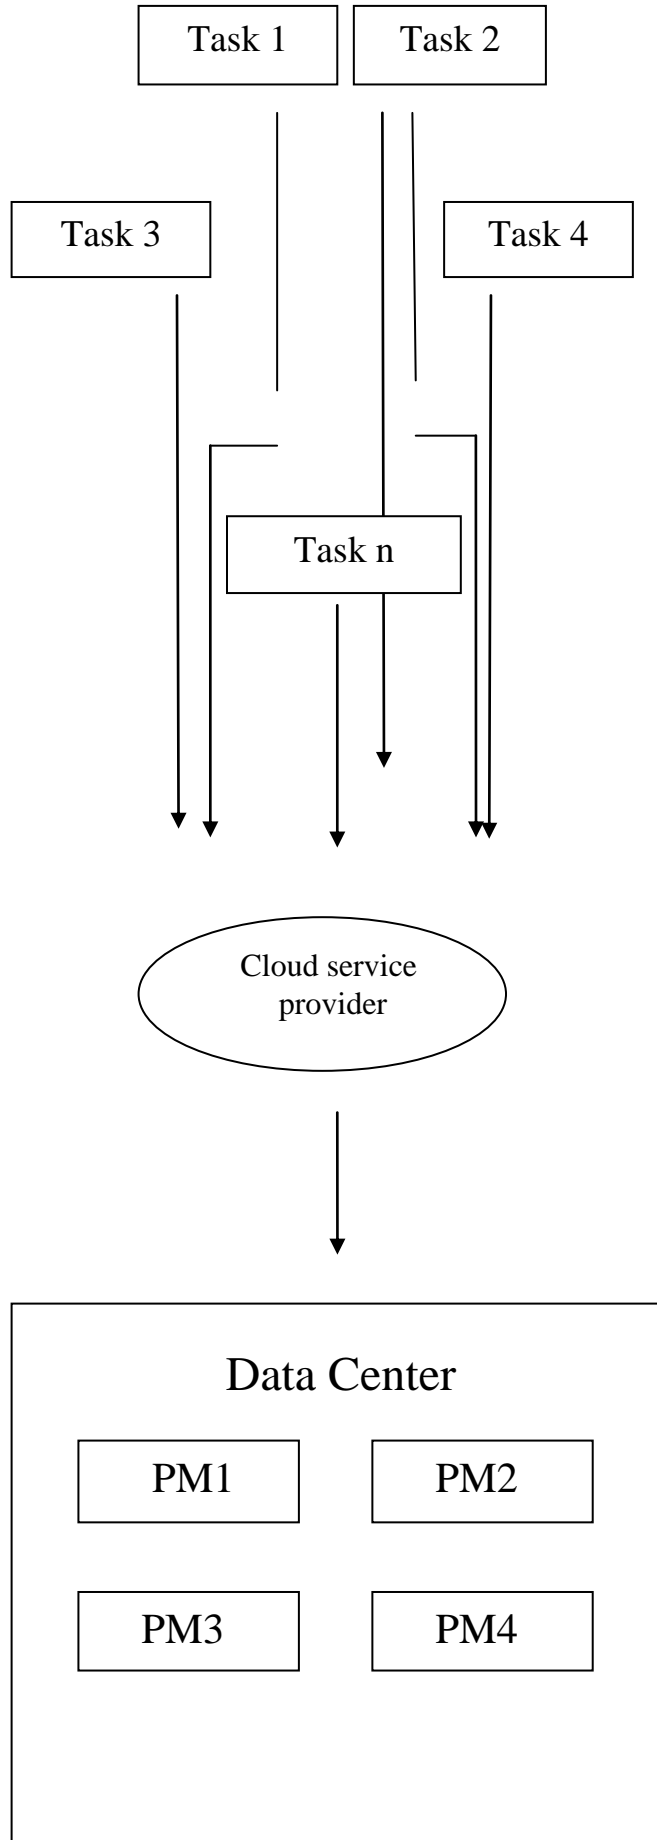 Task 1
Task 2
Task 3
Task 4
Task n
Cloud service
provider
Data Center
PM1
PM2
PM3
PM4